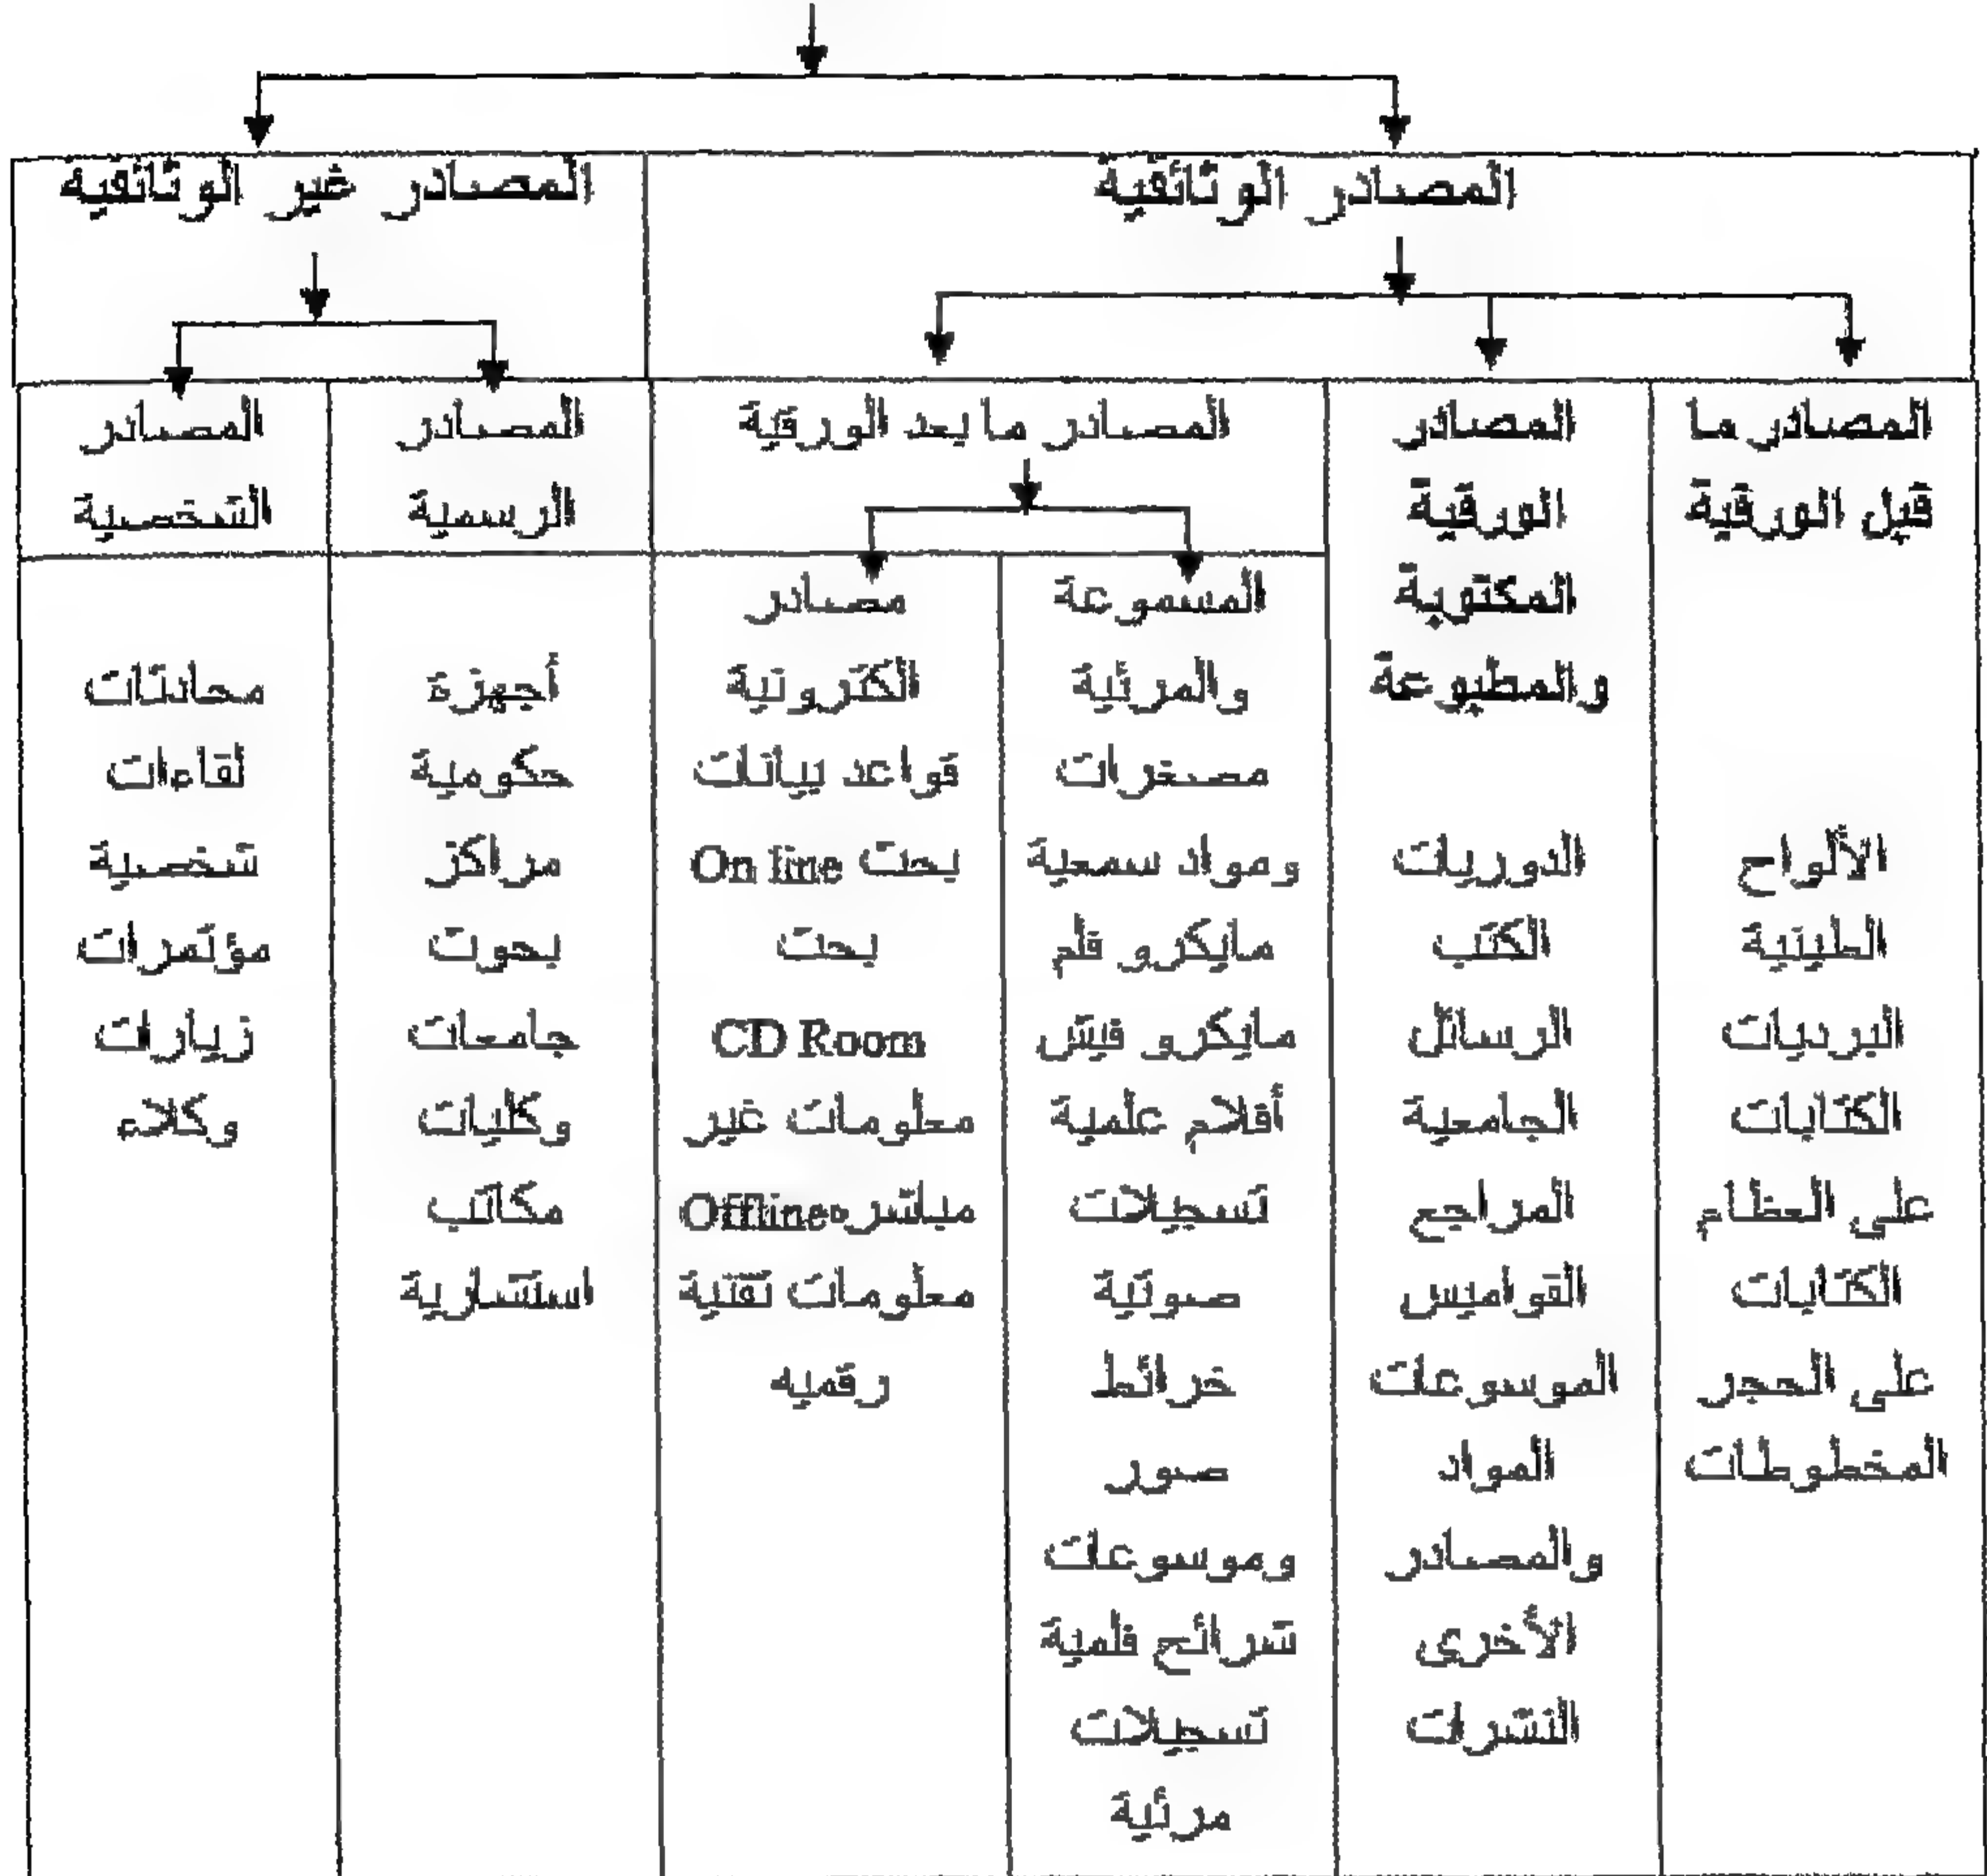 المصادر الوثائقية
المصادر غير الوثائقيه
المصادر ما
قبل الورقية
الألواح
الطينية
البرديات
الكتابات
على العظام
الكتابات
على الحجر
المخطوطات
المصادر
الورقية
المكتوبة
والمطبوعة
الدوريات
الكتب
الرسائل
الجامعية
المراجع
القواميس
الموسوعات
المواد
والمصادر
الأخرى
النشرات
المصادر ما بعد الورقية
المسموعة
والمرئية
مصغرات
ومواد سمعية
مايكرو فلم
مايكرو فيش
أفلام علمية
تسجيلات
صوتية
خرائط
صور
وموسوعات
شرائح فلمية
تسجيلات
مرئية
مصادر
الكترونية
قواعد بيانات
بحث On line
بحث
CD Room
معلومات غير
مباشره Offline
معلومات تقنية
رقميه
المصادر
الرسمية
أجهزة
حكومية
مراكز
بحوث
جامعات
وكليات
مكاتب
استشارية
المصادر
الشخصية
محادثات
لقاءات
شخصية
مؤتمرات
زيارات
وكلاء